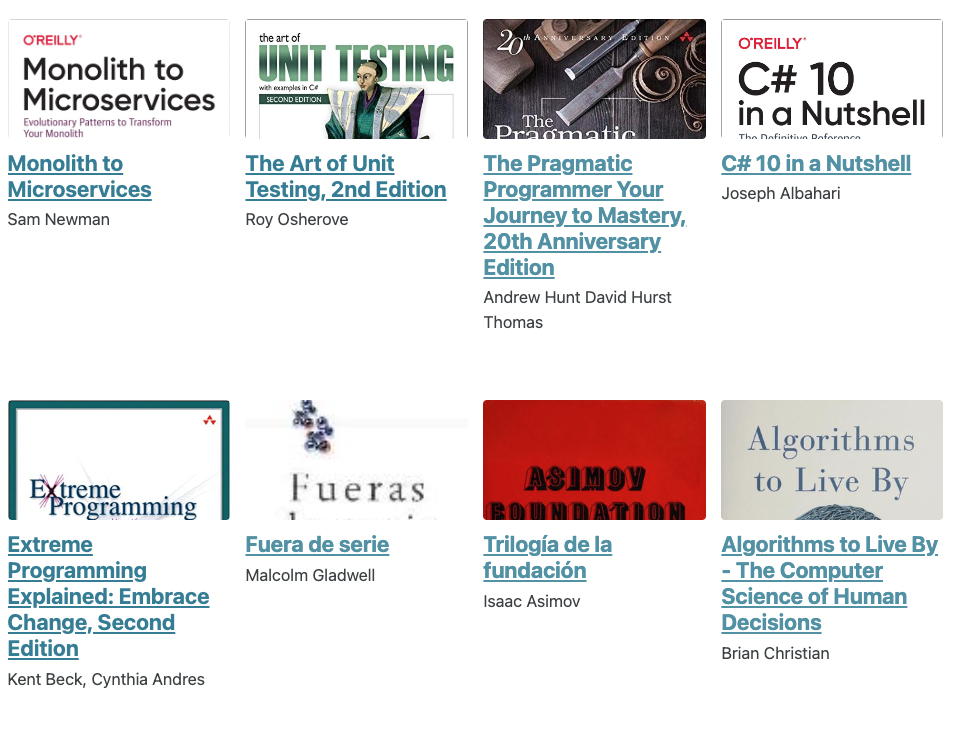 O'REILLY®
Monolith to
Microservices
Evolutionary Patterns to Transform
Your Monolith
Monolith to
Microservices
Sam Newman
the art of
UNIT TESTING
with examples in C#
SECOND EDITION
The Art of Unit
Testing, 2nd Edition
Roy Osherove
20th ANNIVERSARY EDITION
The
Pragmatic
The Pragmatic
Programmer Your
Journey to Mastery,
20th Anniversary
Edition
Andrew Hunt David Hurst
Thomas
O'REILLY®
C# 10
in a Nutshell
The Definitive Reference
C# 10 in a Nutshell
Joseph Albahari
Extreme
Programming
Extreme
Programming
Explained: Embrace
Change, Second
Edition
Kent Beck, Cynthia Andres
Fueras
Fuera de serie
Malcolm Gladwell
ASIMOV
FOUNDATION
Trilogía de la
fundación
Isaac Asimov
Algorithms
to Live By
Algorithms to Live By
- The Computer
Science of Human
Decisions
Brian Christian